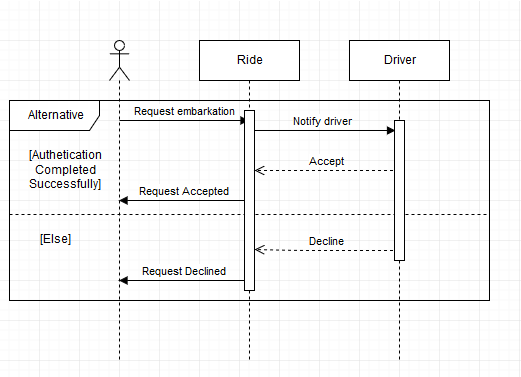 Ride
Driver
Alternative
Request embarkation
Notify driver
[Authetication
Completed
Successfully]
Accept
Request Accepted
[Else]
Decline
Request Declined